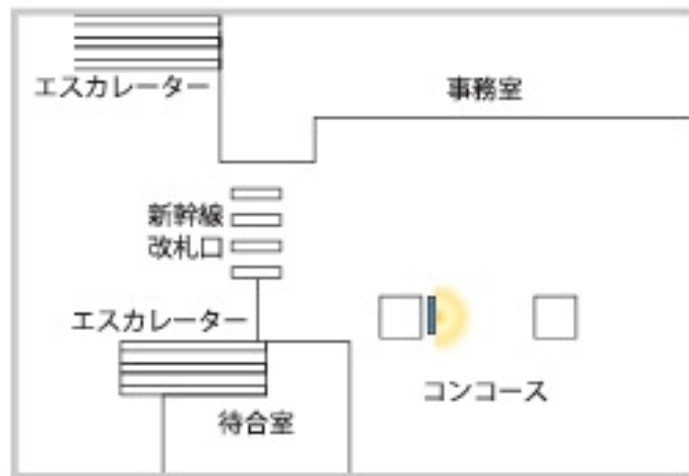 エスカレーター
事務室
新幹線
改札口
エスカレーター
コンコース
待合室